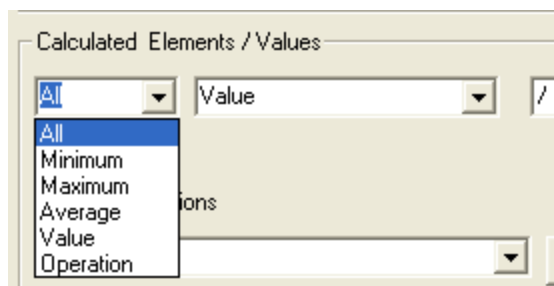 Calculated Elements / Values
All Value /
All
Minimum
Maximum
Average ions
Value
Operation